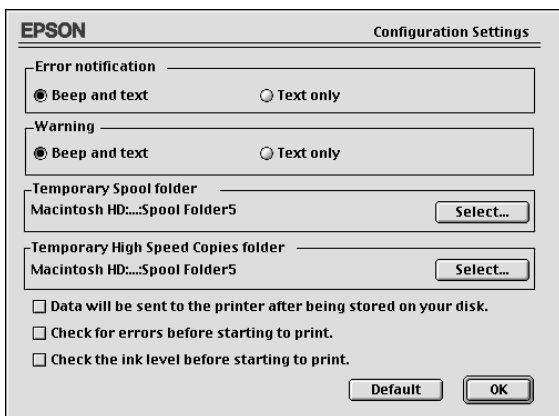 EPSON Configuration Settings
Error notification
Beep and text Text only
Warning
Beep and text Text only
Temporary Spool folder
Macintosh HD:...:Spool Folder5 Select...
Temporary High Speed Copies folder
Macintosh HD:...:Spool Folder5 Select...
Data will be sent to the printer after being stored on your disk.
Check for errors before starting to print.
Check the ink level before starting to print.
Default OK